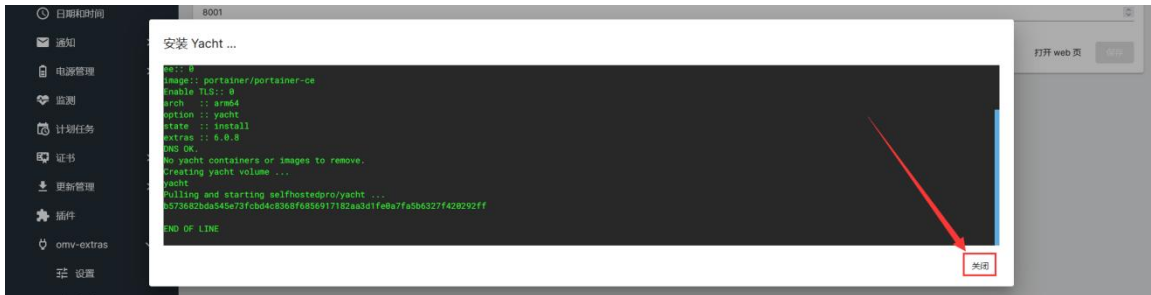 日期和时间
8001
通知
安装 Yacht ...
打开 web 页
保存
电源管理
ee:: 0
image:: portainer/portainer-ce
Enable TLS:: 0
监测
arch :: arm64
option :: yacht
计划任务
state :: install
extras :: 6.0.8
DNS OK.
证书
No yacht containers or images to remove.
Creating yacht volume ...
yacht
更新管理
Pulling and starting selfhostedpro/yacht ...
b573682bda545e73fcbd4c8368f6856917182aa3d1fe0a7fa5b6327f420292ff
插件
END OF LINE
omv-extras
关闭
设置